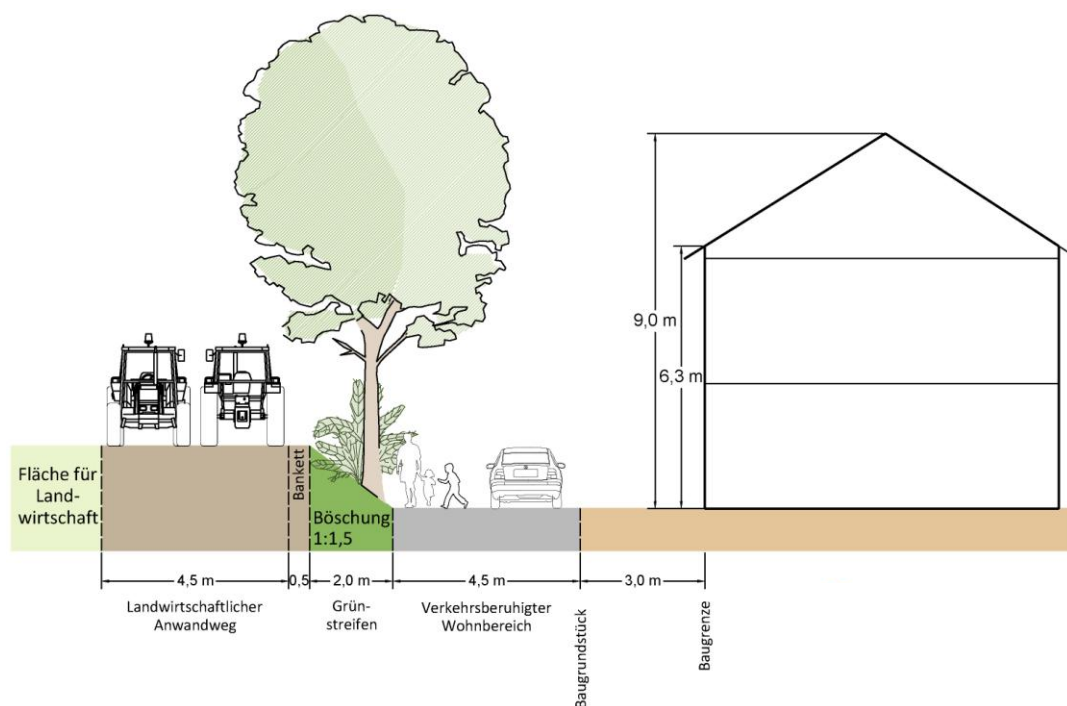 9,0 m
6,3 m
Fläche für
Land-
wirtschaft
Bankett
Böschung
1:1,5
4,5 m
0,5
2,0 m
4,5 m
3,0 m
Landwirtschaftlicher
Anwandweg
Grün-
streifen
Verkehrsberuhigter
Wohnbereich
Baugrundstück
Baugrenze